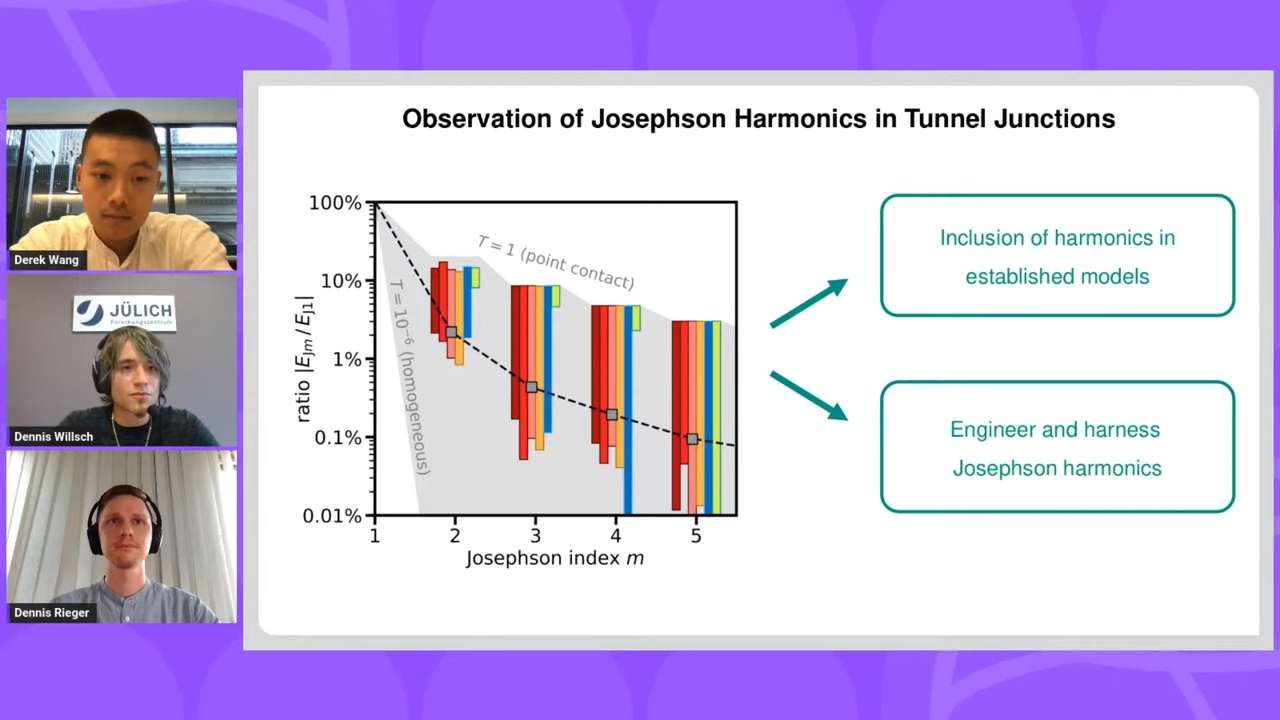 Observation of Josephson Harmonics in Tunnel Junctions
Derek Wang
JÜLICH
Forschungszentrum
Dennis Willsch
Dennis Rieger
ratio |E_Jm / E_J1|
100%
10%
1%
0.1%
0.01%
T = 1 (point contact)
T = 10⁻⁶ (homogeneous)
1 2 3 4 5
Josephson index m
Inclusion of harmonics in
established models
Engineer and harness
Josephson harmonics